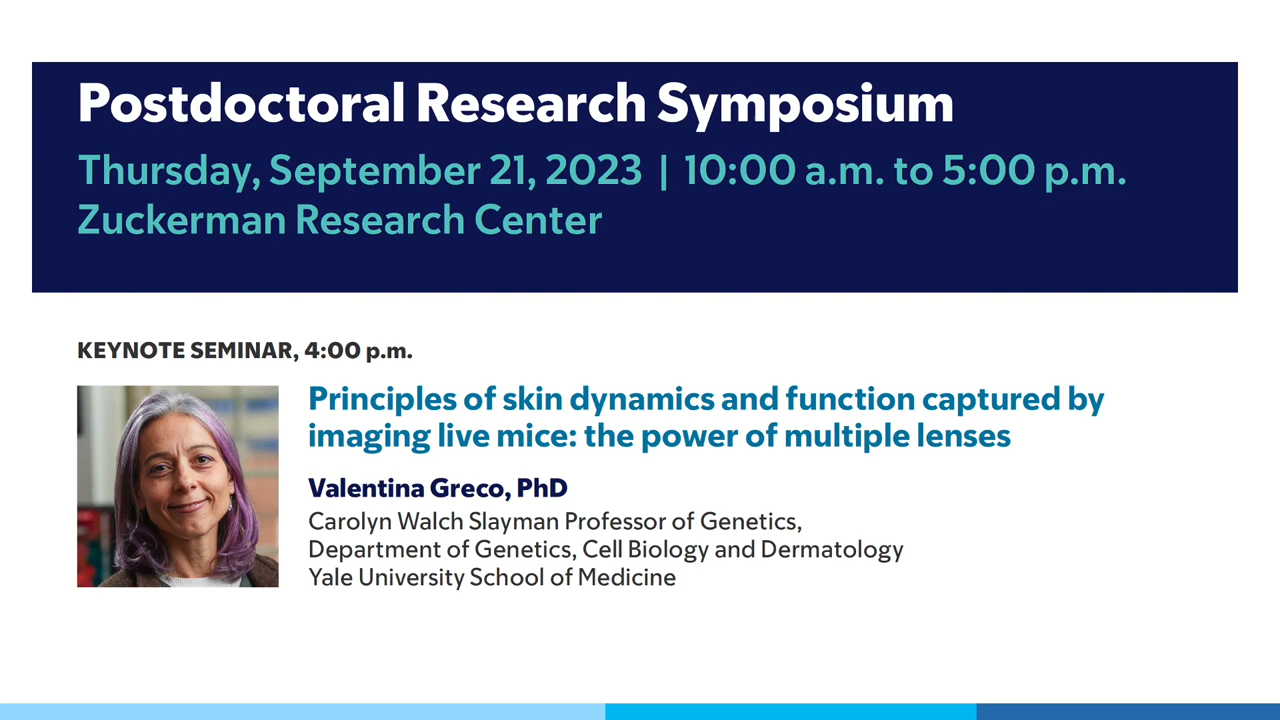 Postdoctoral Research Symposium
Thursday, September 21, 2023 | 10:00 a.m. to 5:00 p.m.
Zuckerman Research Center
KEYNOTE SEMINAR, 4:00 p.m.
Principles of skin dynamics and function captured by
imaging live mice: the power of multiple lenses
Valentina Greco, PhD
Carolyn Walch Slayman Professor of Genetics,
Department of Genetics, Cell Biology and Dermatology
Yale University School of Medicine